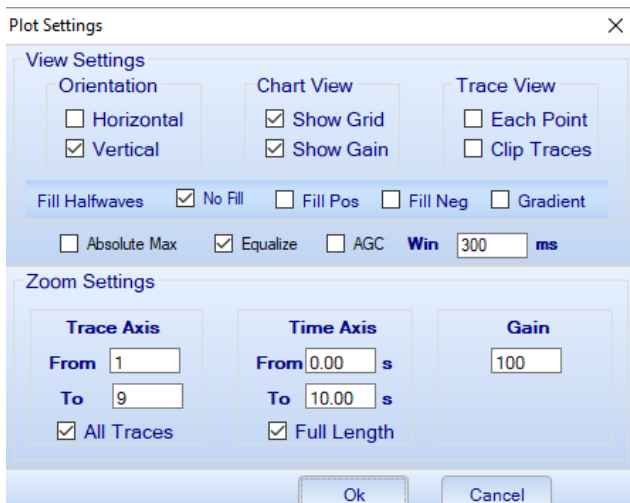 Plot Settings
View Settings
Orientation Chart View Trace View
Horizontal Show Grid Each Point
Vertical Show Gain Clip Traces
Fill Halfwaves No Fill Fill Pos Fill Neg Gradient
Absolute Max Equalize AGC Win 300 ms
Zoom Settings
Trace Axis Time Axis Gain
From 1 From 0.00 s 100
To 9 To 10.00 s
All Traces Full Length
Ok Cancel